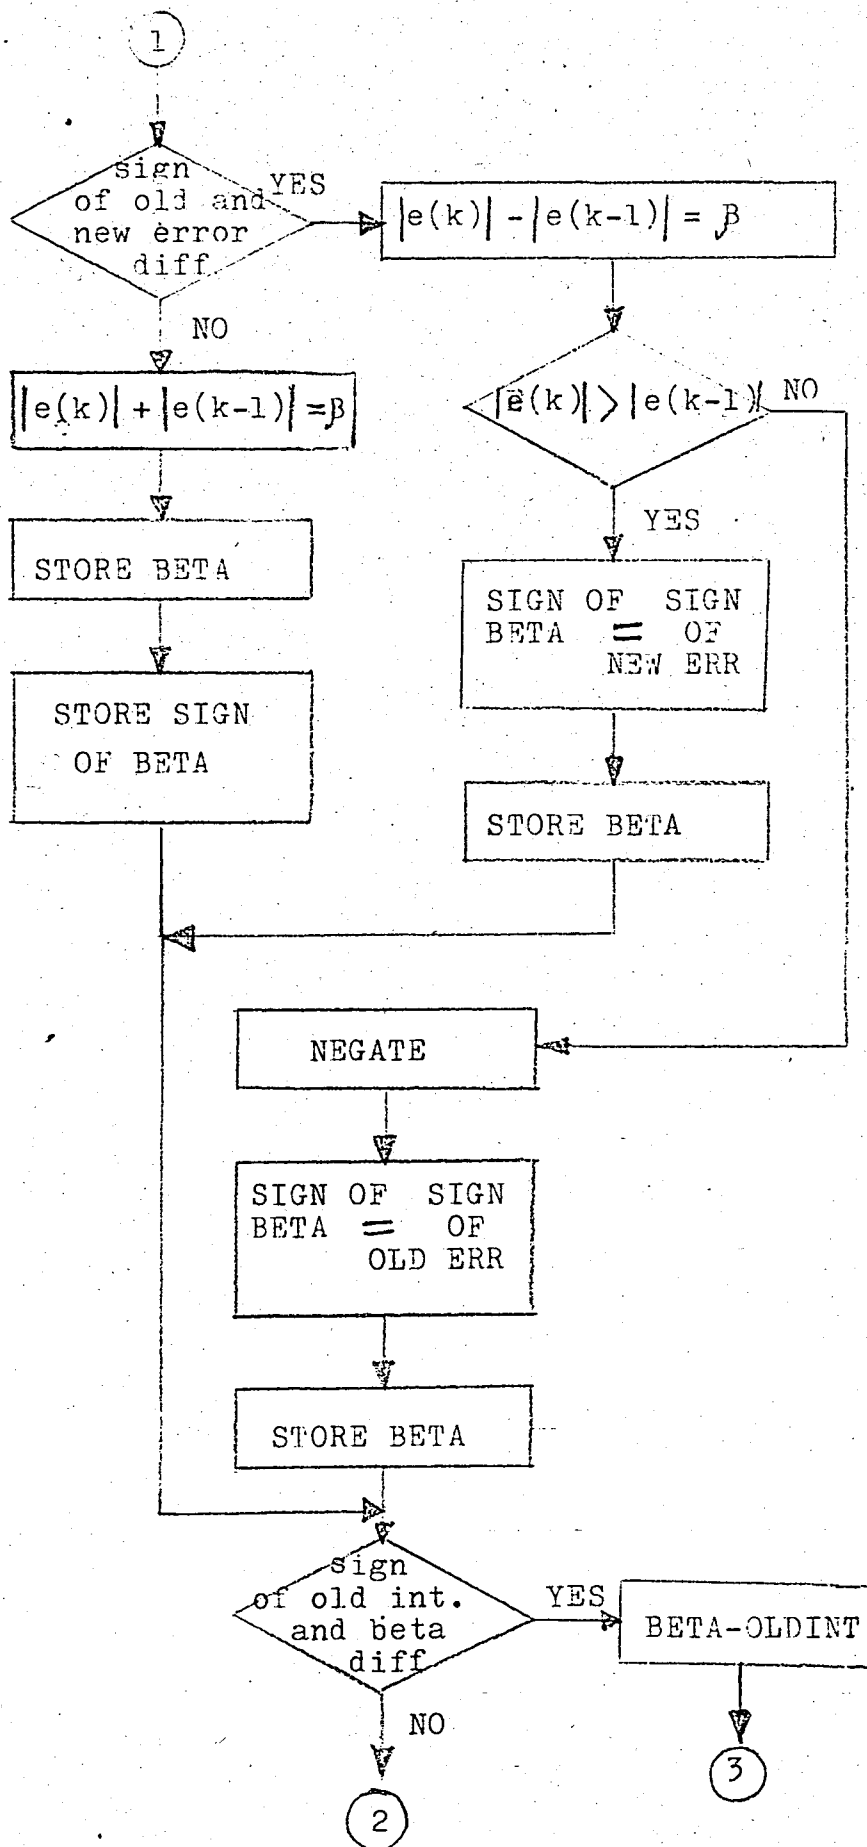 1
sign
of old and
new error
diff
YES
|e(k)| - |e(k-1)| = β
NO
|e(k)| + |e(k-1)| = β
|e(k)| > |e(k-1)|
NO
YES
STORE BETA
SIGN OF SIGN
BETA = OF
NEW ERR
STORE SIGN
OF BETA
STORE BETA
NEGATE
SIGN OF SIGN
BETA = OF
OLD ERR
STORE BETA
sign
of old int.
and beta
diff
YES
BETA-OLDINT
NO
3
2